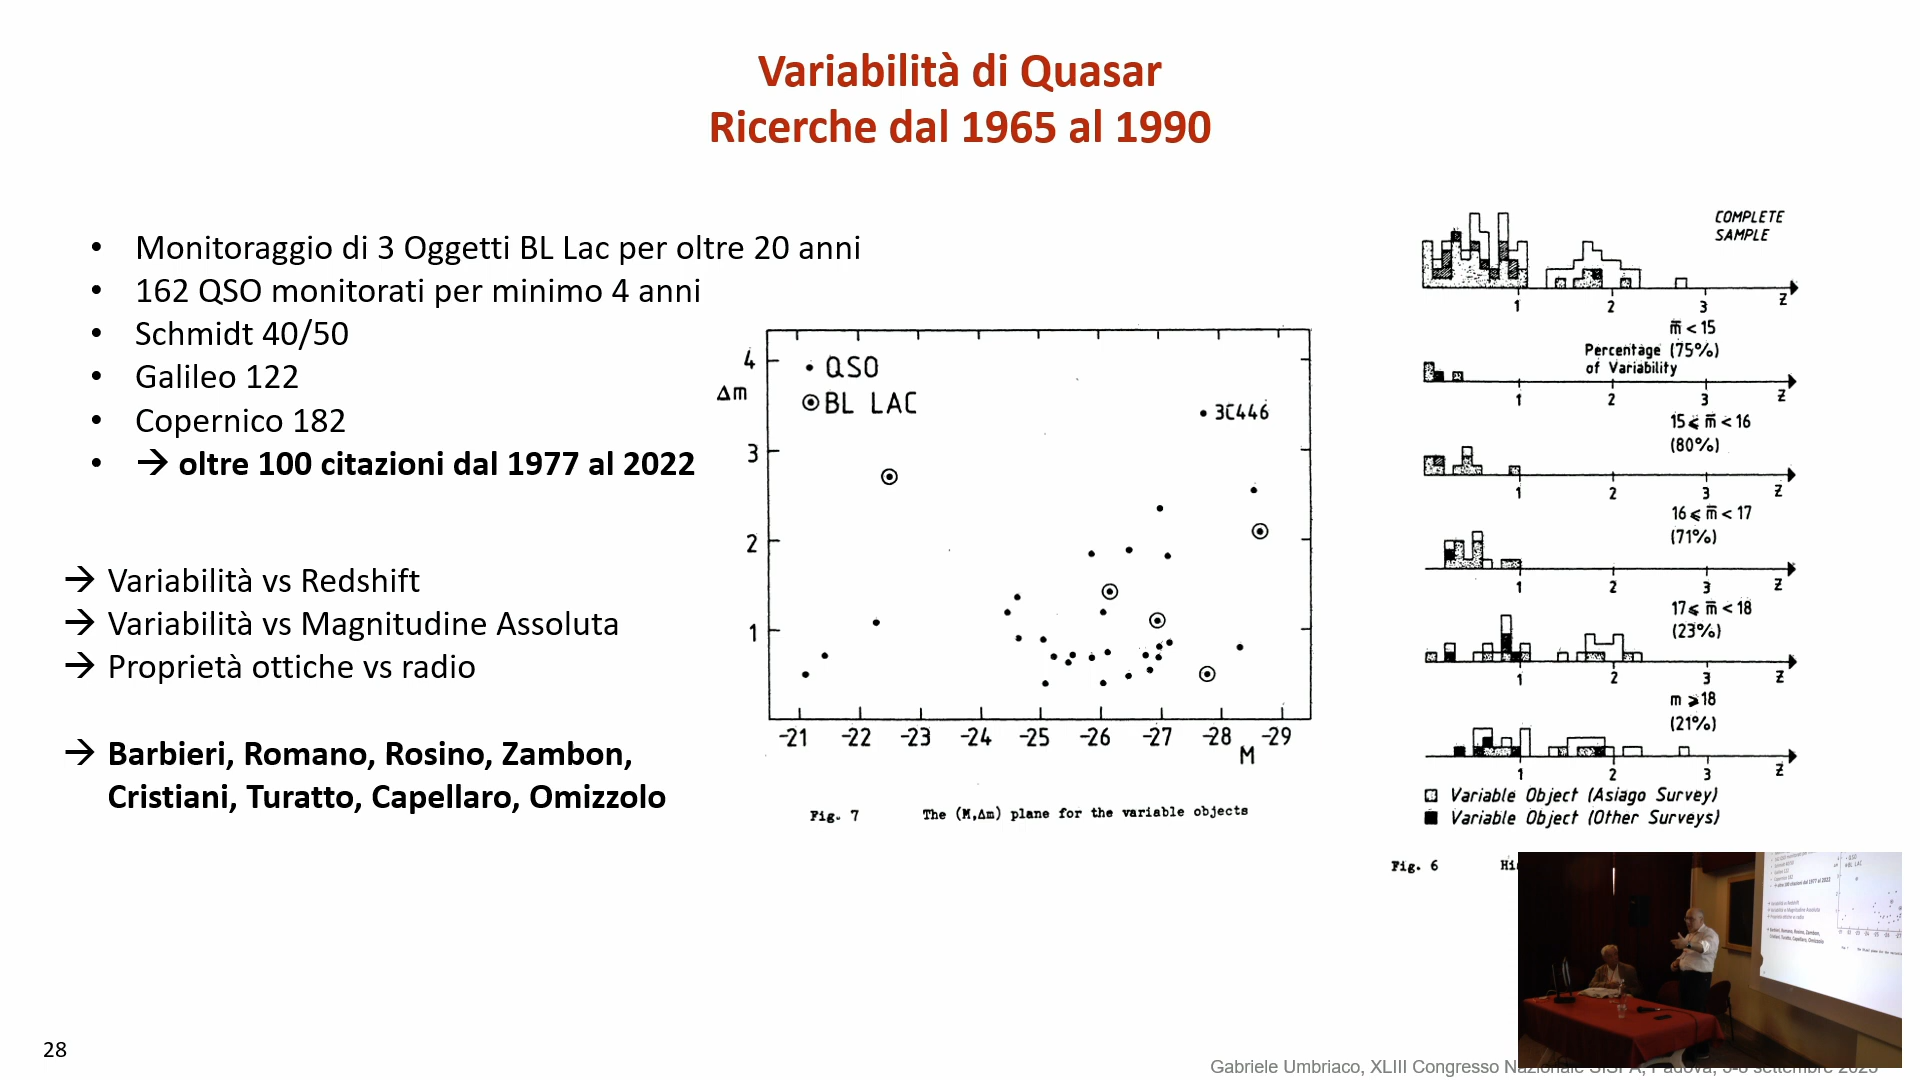 Variabilità di Quasar
Ricerche dal 1965 al 1990
• Monitoraggio di 3 Oggetti BL Lac per oltre 20 anni
• 162 QSO monitorati per minimo 4 anni
• Schmidt 40/50
• Galileo 122
• Copernico 182
• → oltre 100 citazioni dal 1977 al 2022
→ Variabilità vs Redshift
→ Variabilità vs Magnitudine Assoluta
→ Proprietà ottiche vs radio
→ Barbieri, Romano, Rosino, Zambon,
Cristiani, Turatto, Capellaro, Omizzolo
4
Δm
3
2
1
QSO
BL LAC
3C446
-21 -22 -23 -24 -25 -26 -27 -28 -29
M
Fig. 7 The (M,Δm) plane for the variable objects
COMPLETE
SAMPLE
1 2 3 Z
m̅ < 15
Percentage (75%)
of Variability
1 2 3 Z
15 ⩽ m̅ < 16
(80%)
1 2 3 Z
16 ⩽ m̅ < 17
(71%)
1 2 3 Z
17 ⩽ m̅ < 18
(23%)
1 2 3 Z
m ⩾ 18
(21%)
1 2 3 Z
Variable Object (Asiago Survey)
Variable Object (Other Surveys)
Fig. 6
28
Gabriele Umbriaco, XLIII Congresso